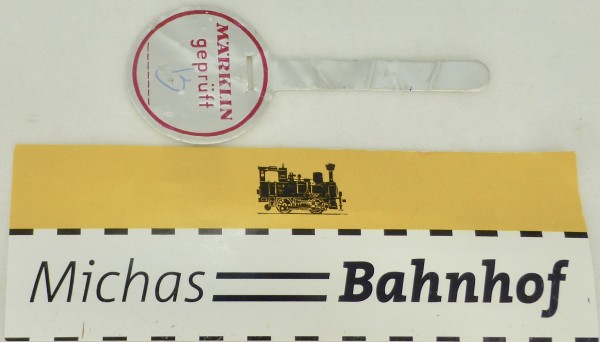 MÄRKLIN
geprüft
Michas Bahnhof